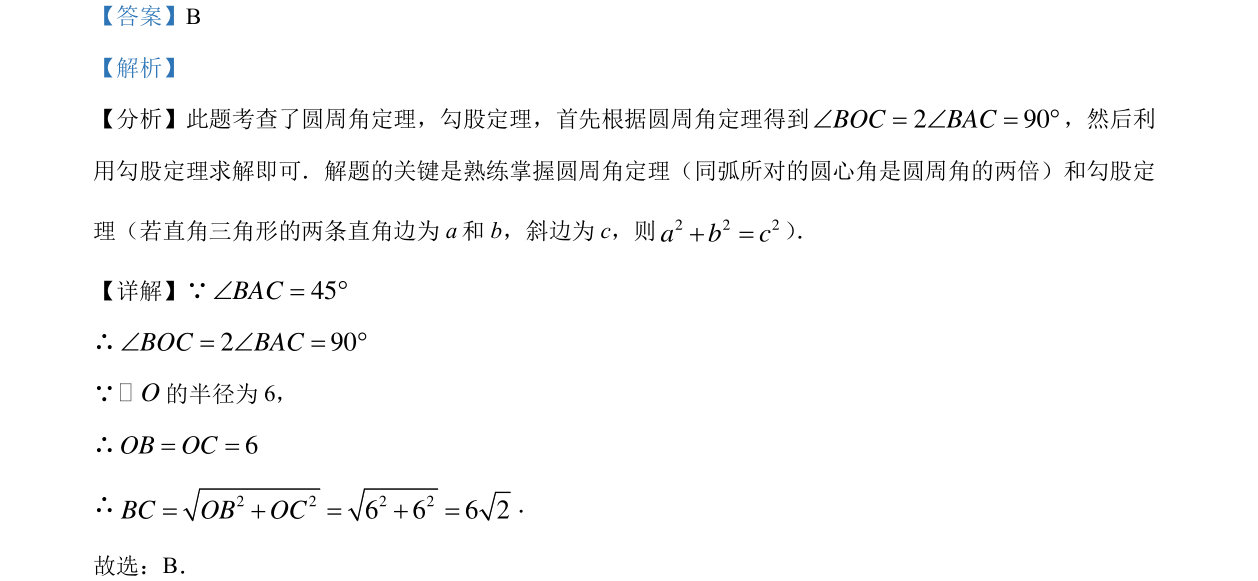 【答案】B
【解析】
【分析】此题考查了圆周角定理，勾股定理，首先根据圆周角定理得到∠BOC = 2∠BAC = 90°，然后利
用勾股定理求解即可．解题的关键是熟练掌握圆周角定理（同弧所对的圆心角是圆周角的两倍）和勾股定
理（若直角三角形的两条直角边为 a 和 b，斜边为 c，则 a² + b² = c²）．
【详解】∵ ∠BAC = 45°
∴ ∠BOC = 2∠BAC = 90°
∵ □ O 的半径为 6，
∴ OB = OC = 6
∴ BC = √(OB² + OC²) = √(6² + 6²) = 6√2 ．
故选：B．